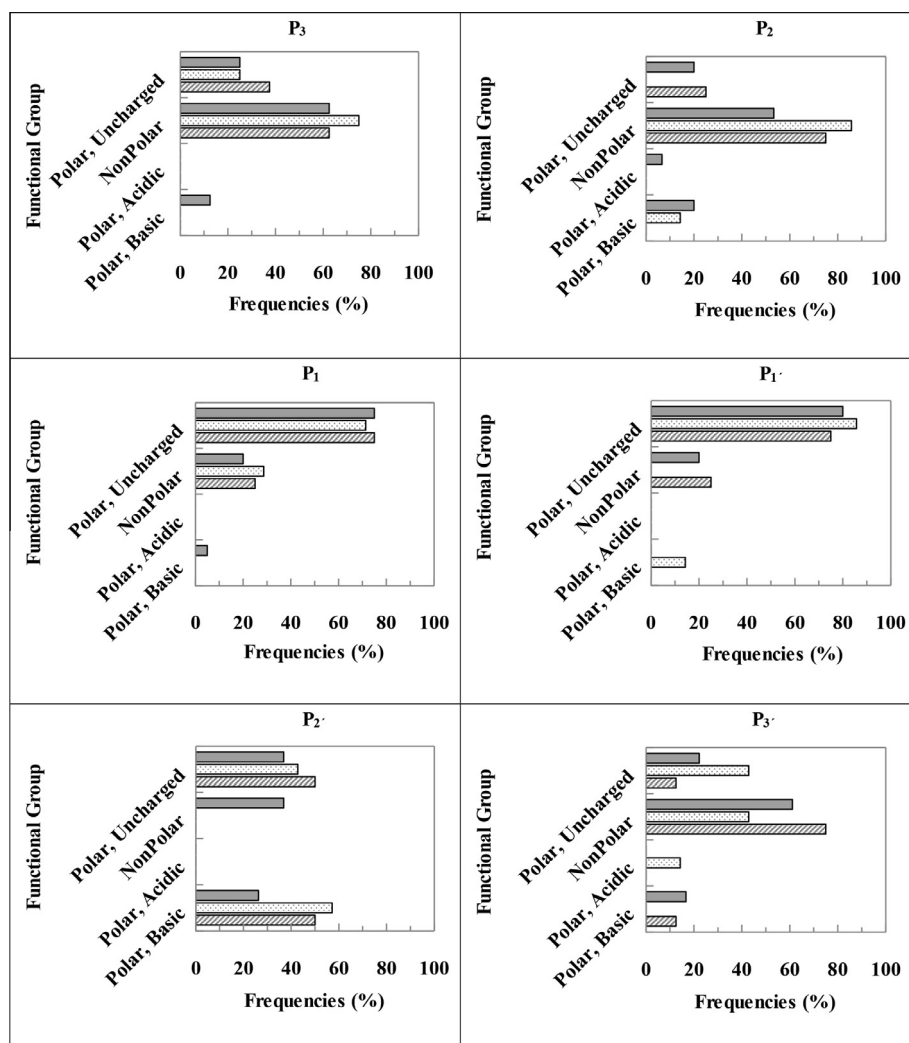 P3
Functional Group
Polar, Uncharged
NonPolar
Polar, Acidic
Polar, Basic
0 20 40 60 80 100
Frequencies (%)
P2
Functional Group
Polar, Uncharged
NonPolar
Polar, Acidic
Polar, Basic
0 20 40 60 80 100
Frequencies (%)
P1
Functional Group
Polar, Uncharged
NonPolar
Polar, Acidic
Polar, Basic
0 20 40 60 80 100
Frequencies (%)
P1´
Functional Group
Polar, Uncharged
NonPolar
Polar, Acidic
Polar, Basic
0 20 40 60 80 100
Frequencies (%)
P2´
Functional Group
Polar, Uncharged
NonPolar
Polar, Acidic
Polar, Basic
0 20 40 60 80 100
Frequencies (%)
P3´
Functional Group
Polar, Uncharged
NonPolar
Polar, Acidic
Polar, Basic
0 20 40 60 80 100
Frequencies (%)